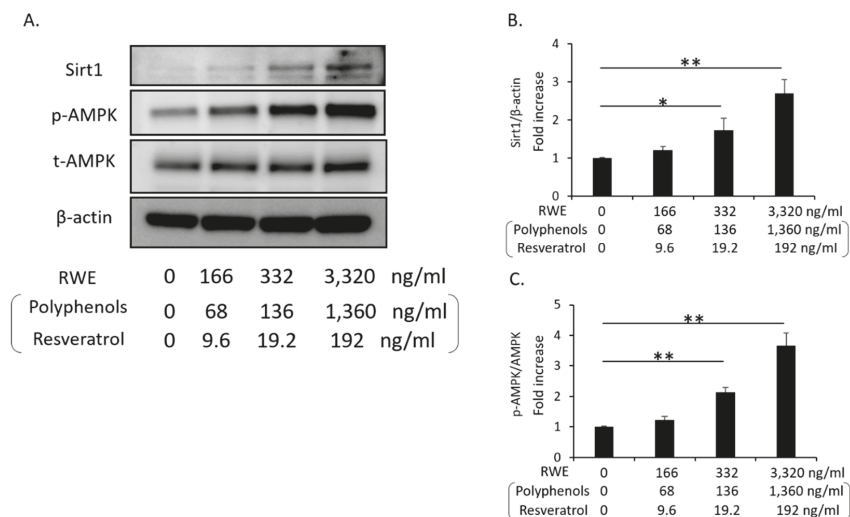 A.
Sirt1
p-AMPK
t-AMPK
β-actin
RWE 0 166 332 3,320 ng/ml
Polyphenols 0 68 136 1,360 ng/ml
Resveratrol 0 9.6 19.2 192 ng/ml
B.
Sirt1/β-actin
Fold increase
4
3
2
1
0
**
*
RWE 0 166 332 3,320 ng/ml
Polyphenols 0 68 136 1,360 ng/ml
Resveratrol 0 9.6 19.2 192 ng/ml
C.
p-AMPK/AMPK
Fold increase
5
4
3
2
1
0
**
**
RWE 0 166 332 3,320 ng/ml
Polyphenols 0 68 136 1,360 ng/ml
Resveratrol 0 9.6 19.2 192 ng/ml